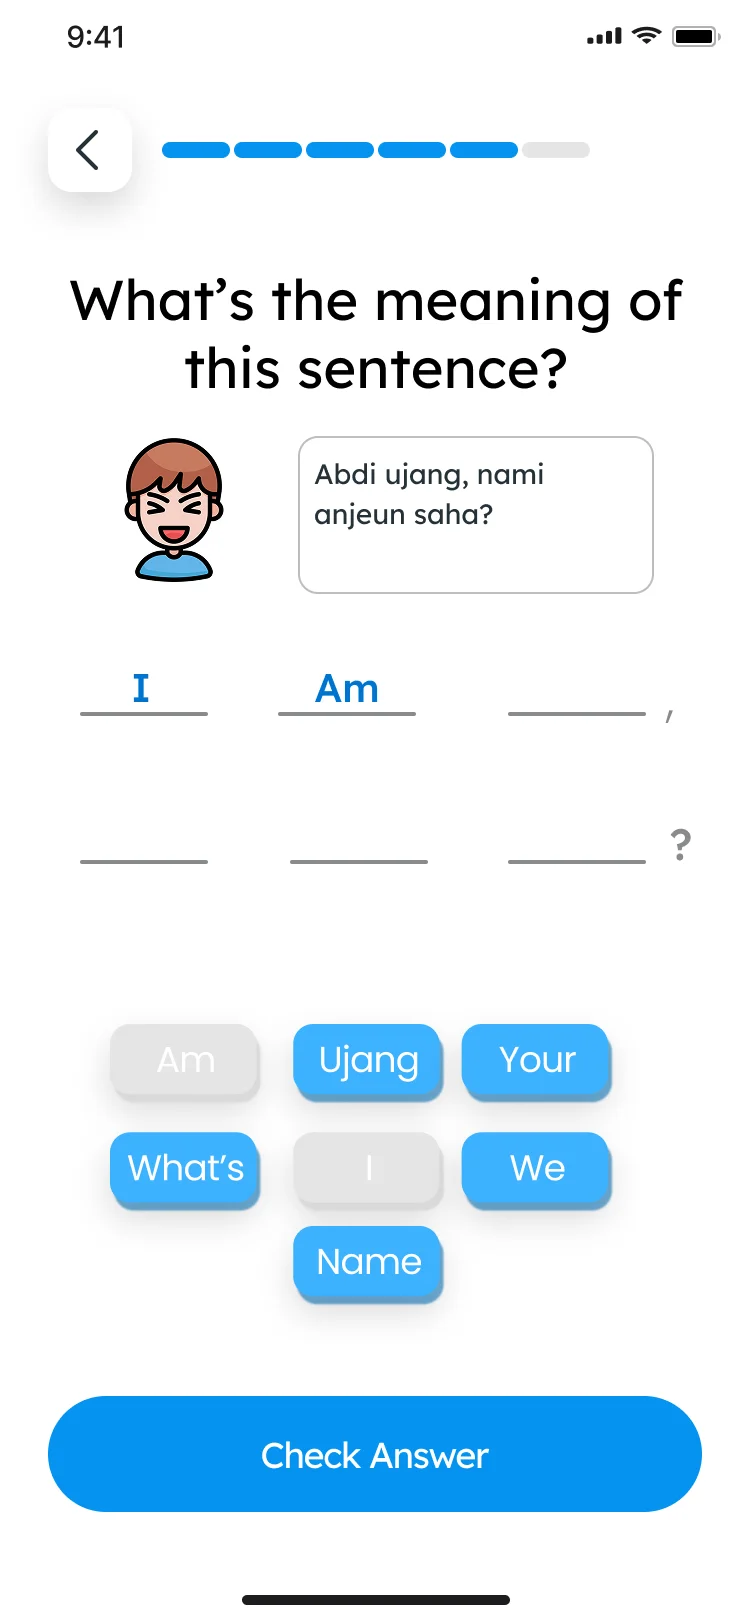 9:41
What’s the meaning of
this sentence?
Abdi ujang, nami
anjeun saha?
I Am ,
?
Am Ujang Your
What’s I We
Name
Check Answer